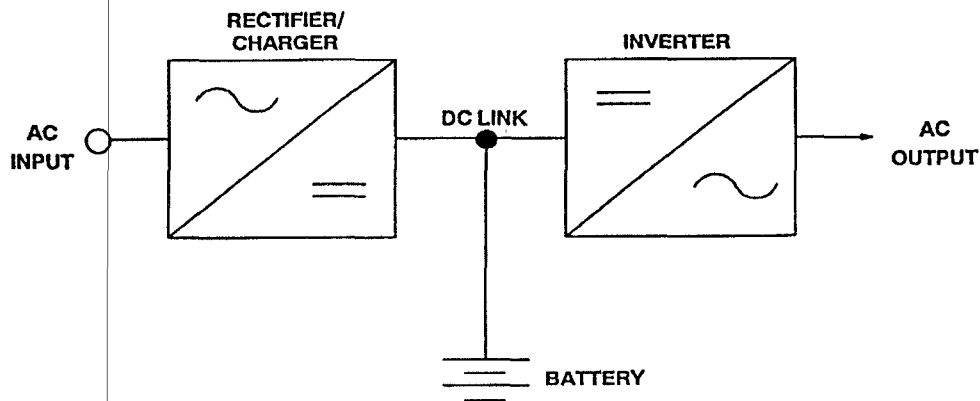 RECTIFIER/
CHARGER
INVERTER
DC LINK
AC
INPUT
AC
OUTPUT
BATTERY